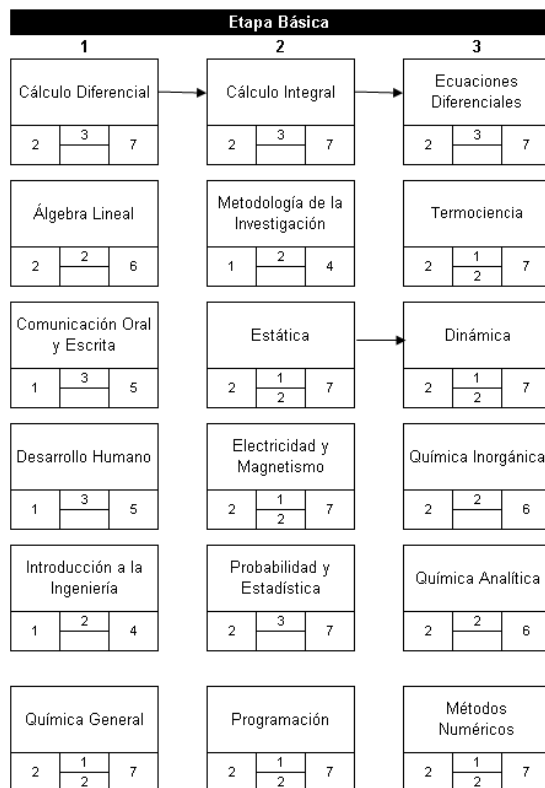 Etapa Básica
1 2 3
Cálculo Diferencial Cálculo Integral Ecuaciones
Diferenciales
2 3 7 2 3 7 2 3 7
Álgebra Lineal Metodología de la
Investigación Termociencia
2 2 6 1 2 4 2 1 2 7
Comunicación Oral
y Escrita Estática Dinámica
1 3 5 2 1 2 7 2 1 2 7
Desarrollo Humano Electricidad y
Magnetismo Química Inorgánica
1 3 5 2 1 2 7 2 2 6
Introducción a la
Ingeniería Probabilidad y
Estadística Química Analítica
1 2 4 2 3 7 2 2 6
Química General Programación Métodos
Numéricos
2 1 2 7 2 1 2 7 2 1 2 7